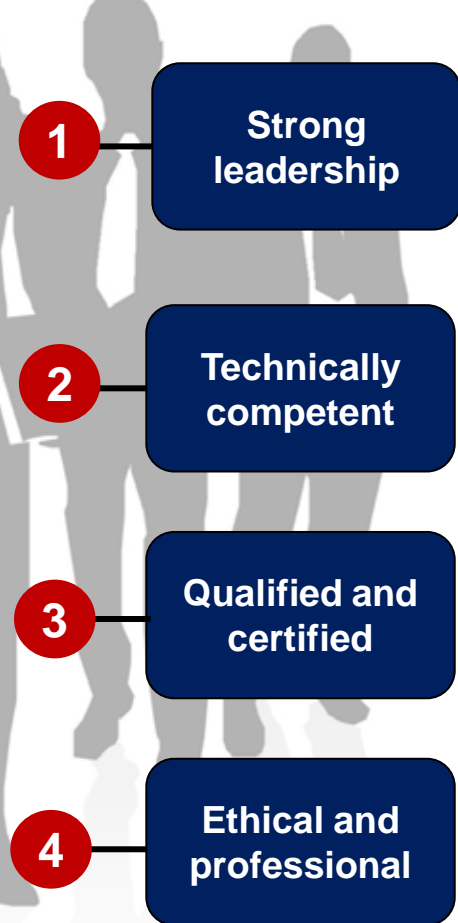 1
Strong
leadership
2
Technically
competent
3
Qualified and
certified
4
Ethical and
professional